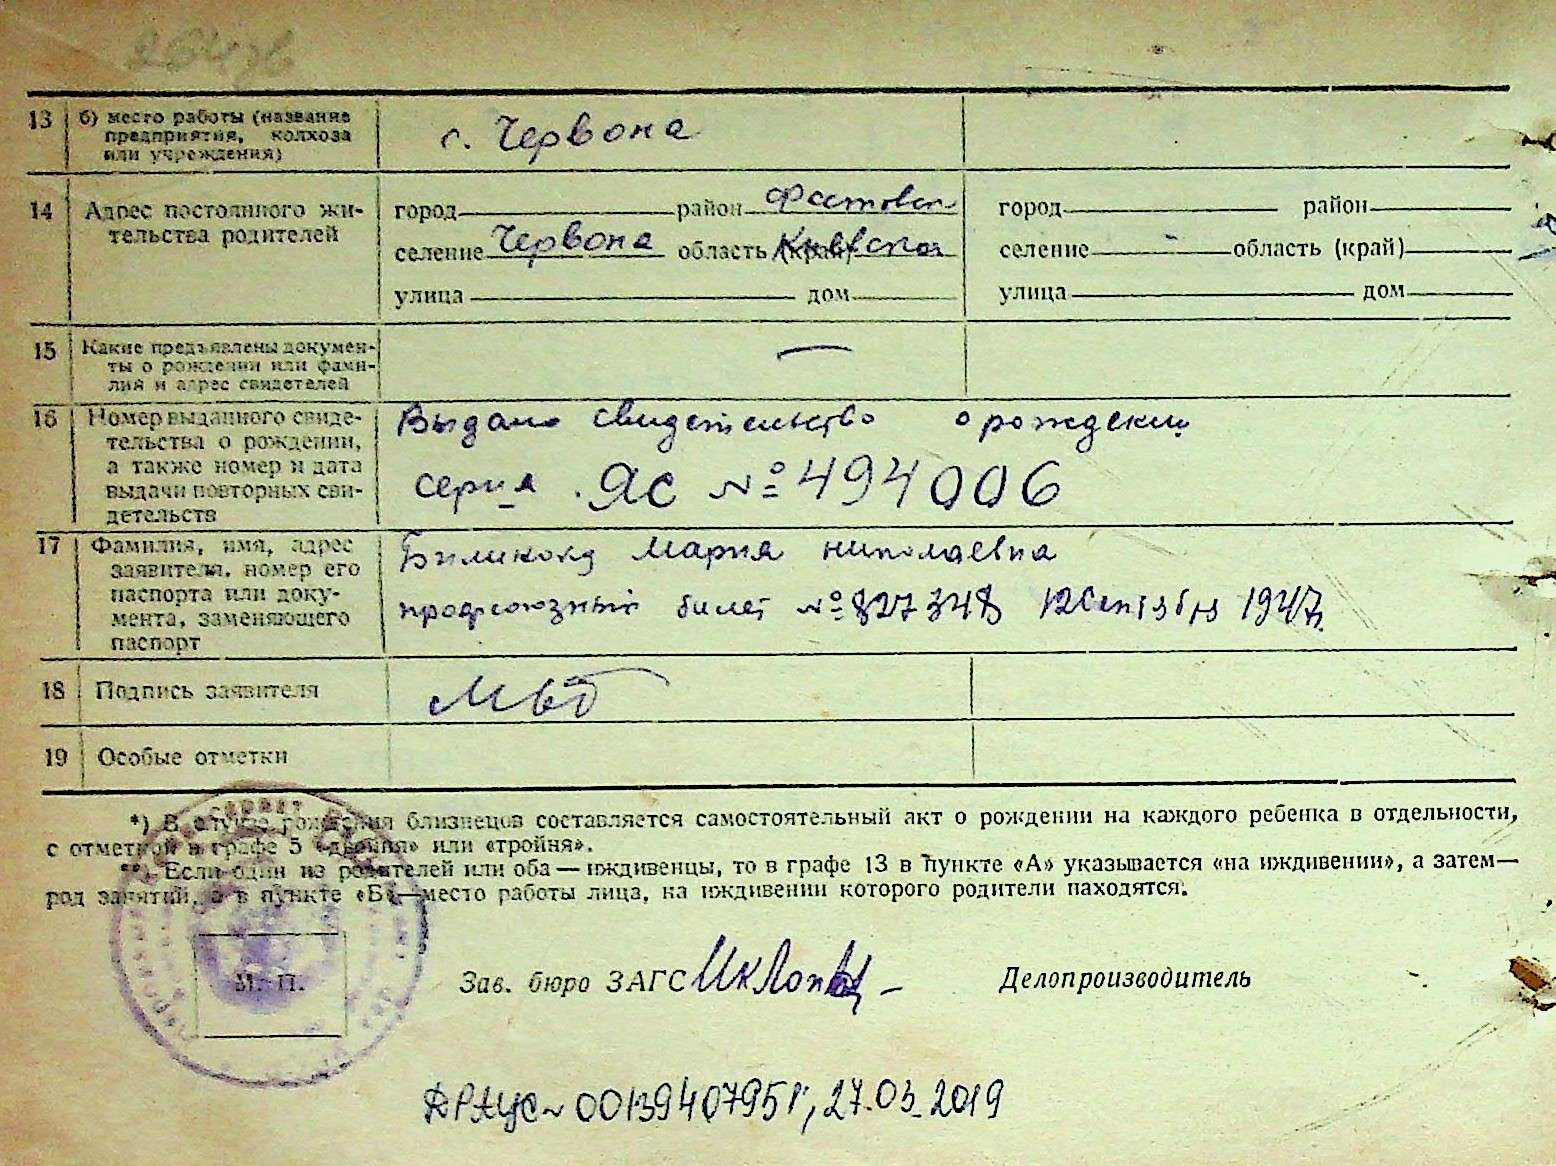 13 б) место работы (название предприятия, колхоза или учреждения) с. Червона
14 Адрес постоянного жительства родителей
город район Фастовск
селение Червона область (край) Киевская
улица дом
город район
селение область (край)
улица дом
15 Какие предъявлены документы о рождении или фамилия и адрес свидетелей —
16 Номер выданного свидетельства о рождении, а также номер и дата выдачи повторных свидетельств
Выдано свидетельство о рождении
серия ЯС № 494006
17 Фамилия, имя, адрес заявителя, номер его паспорта или документа, заменяющего паспорт
Мария Николаевна
профсоюзный билет № 827348 12 Сентября 1947
18 Подпись заявителя
19 Особые отметки
*) В случае рождения близнецов составляется самостоятельный акт о рождении на каждого ребенка в отдельности,
с отметкой в графе 5 «двойня» или «тройня».
**) Если один из родителей или оба — иждивенцы, то в графе 13 в пункте «А» указывается «на иждивении», а затем—
род занятий, а в пункте «Б»—место работы лица, на иждивении которого родители находятся.
М. П.
Зав. бюро ЗАГС
Делопроизводитель
ДРАЦС 00139407951, 27.03.2019